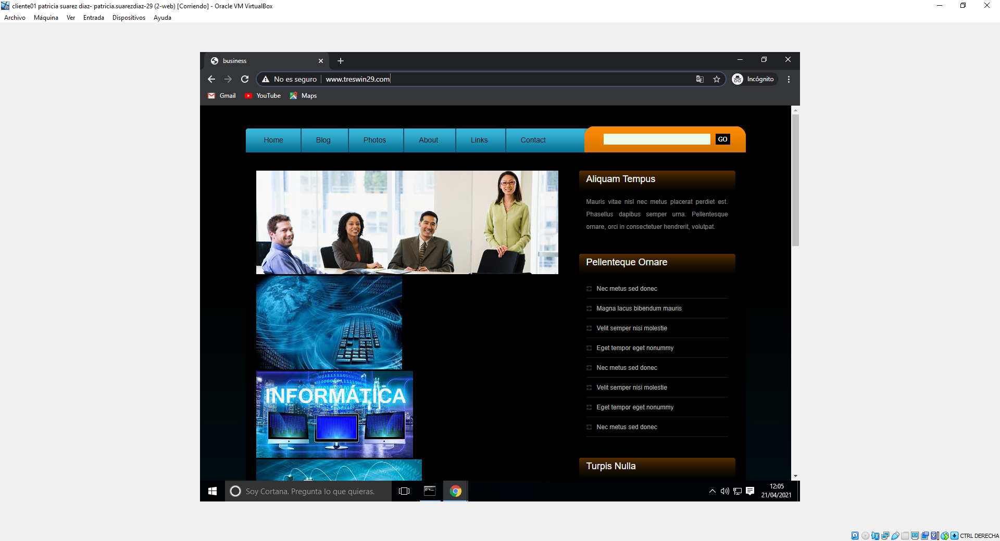 cliente01 patricia suarez diaz- patricia.suarezdiaz-29 (2-web) [Corriendo] - Oracle VM VirtualBox
Archivo Máquina Ver Entrada Dispositivos Ayuda
business
No es seguro www.treswin29.com
Incógnito
Gmail YouTube Maps
Home Blog Photos About Links Contact GO
Aliquam Tempus
Mauris vitae nisl nec metus placerat perdiet est.
Phasellus dapibus semper urna. Pellentesque
ornare, orci in consectetuer hendrerit, volutpat.
Pellenteque Ornare
Nec metus sed donec
Magna lacus bibendum mauris
Velit semper nisi molestie
Eget tempor eget nonummy
Nec metus sed donec
Velit semper nisi molestie
Eget tempor eget nonummy
Nec metus sed donec
INFORMÁTICA
Turpis Nulla
Soy Cortana. Pregunta lo que quieras.
12:05
21/04/2021
CTRL DERECHA